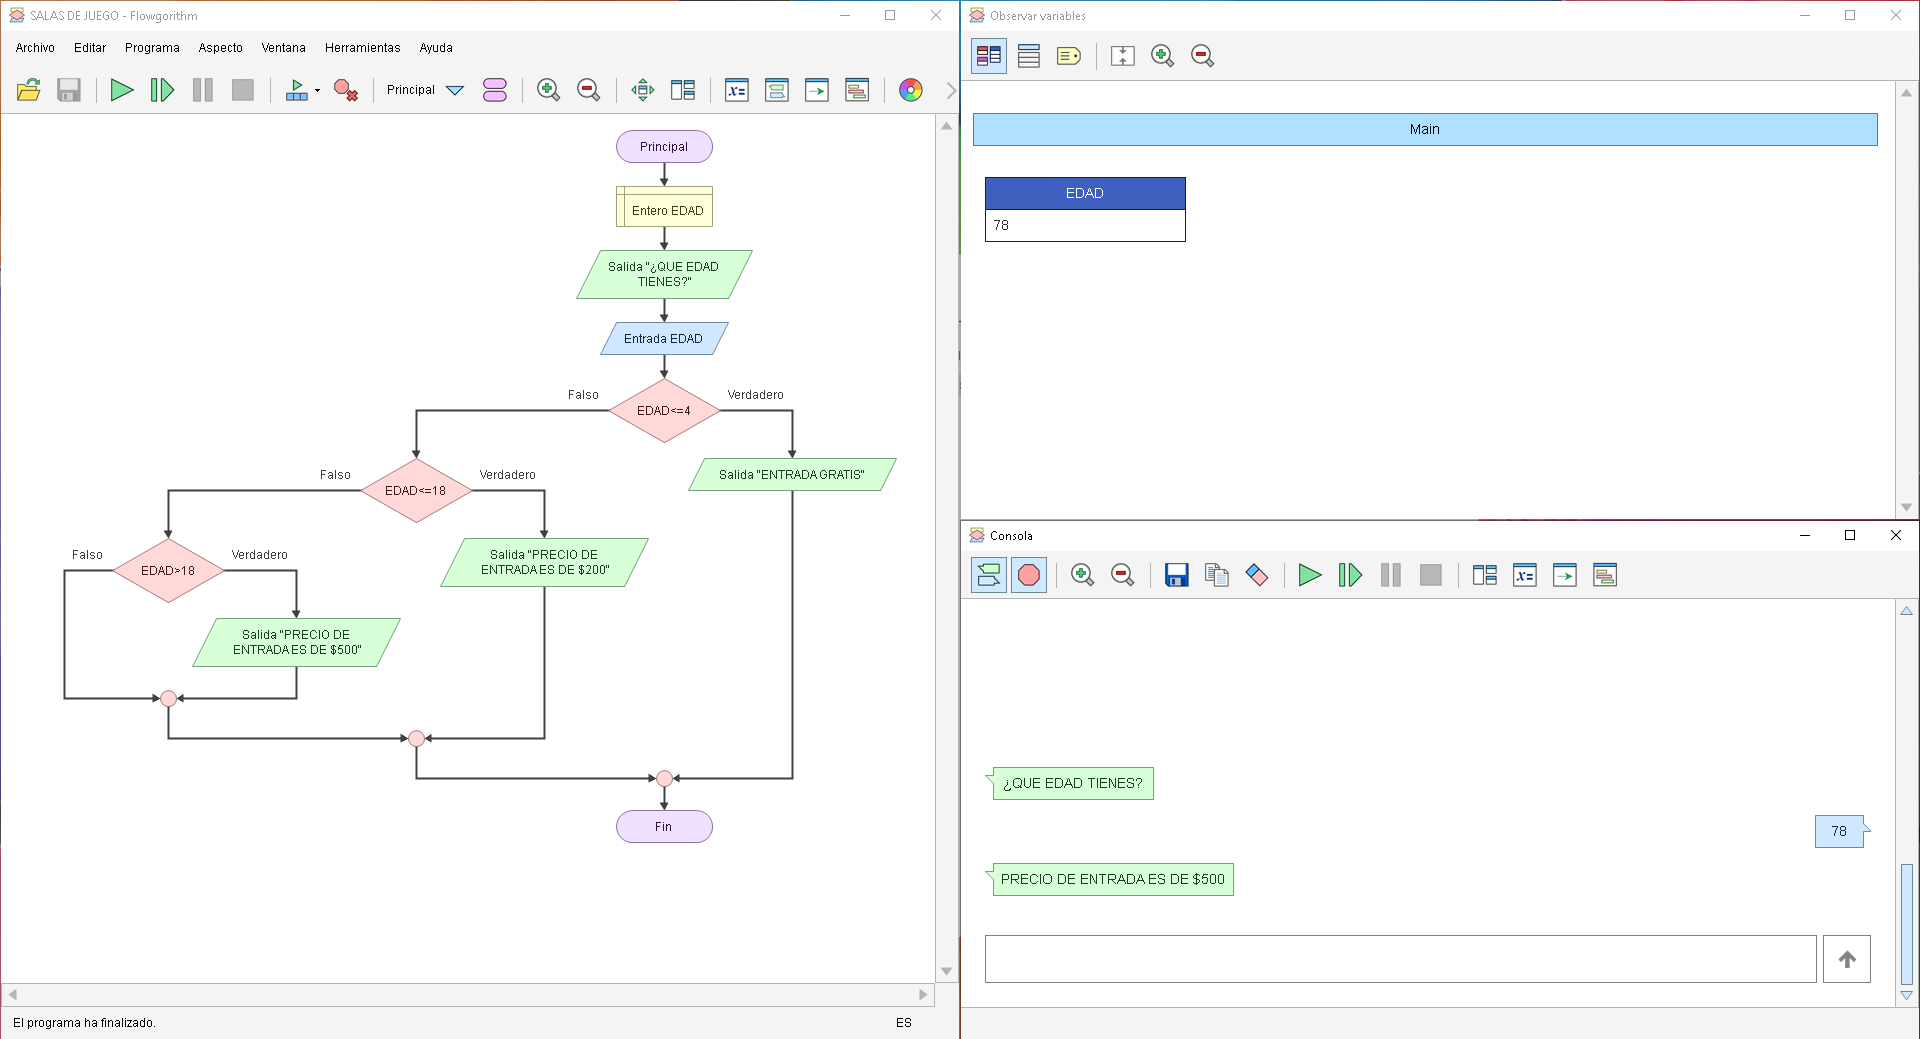 SALAS DE JUEGO - Flowgorithm
Archivo Editar Programa Aspecto Ventana Herramientas Ayuda
Principal
Principal
Entero EDAD
Salida "¿QUE EDAD
TIENES?"
Entrada EDAD
Falso
Verdadero
EDAD<=4
Falso
Verdadero
EDAD<=18
Salida "ENTRADA GRATIS"
Falso
Verdadero
EDAD>18
Salida "PRECIO DE
ENTRADA ES DE $200"
Salida "PRECIO DE
ENTRADA ES DE $500"
Fin
El programa ha finalizado.
ES
Observar variables
Main
EDAD
78
Consola
¿QUE EDAD TIENES?
78
PRECIO DE ENTRADA ES DE $500